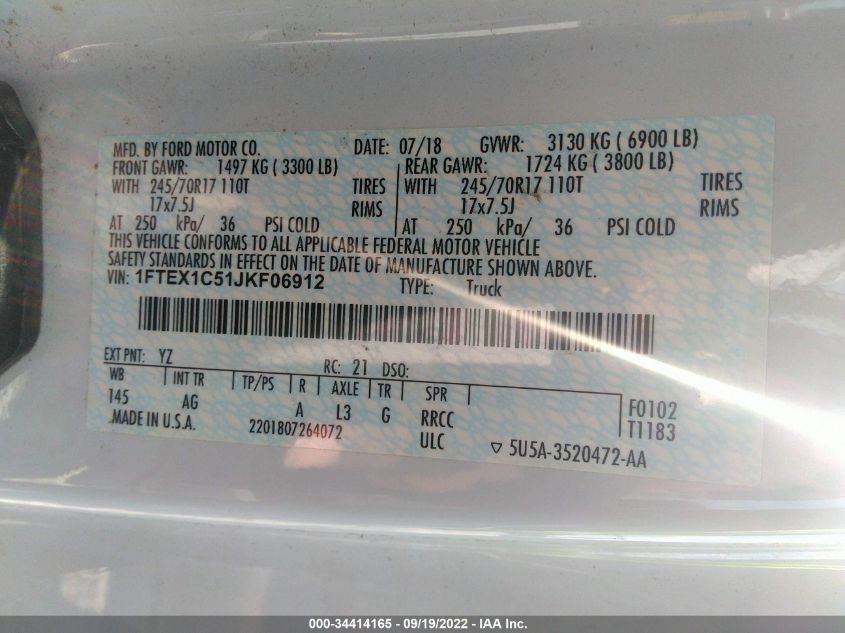 MFD. BY FORD MOTOR CO. DATE: 07/18 GVWR: 3130 KG ( 6900 LB)
FRONT GAWR: 1497 KG ( 3300 LB) REAR GAWR: 1724 KG ( 3800 LB)
WITH 245/70R17 110T TIRES WITH 245/70R17 110T TIRES
17x7.5J RIMS 17x7.5J RIMS
AT 250 kPa/ 36 PSI COLD AT 250 kPa/ 36 PSI COLD
THIS VEHICLE CONFORMS TO ALL APPLICABLE FEDERAL MOTOR VEHICLE
SAFETY STANDARDS IN EFFECT ON THE DATE OF MANUFACTURE SHOWN ABOVE.
VIN: 1FTEX1C51JKF06912 TYPE: Truck
EXT PNT: YZ RC: 21 DSO:
WB INT TR TP/PS R AXLE TR SPR
145 AG A L3 G RRCC F0102
MADE IN U.S.A. 2201807264072 ULC T1183
▽ 5U5A-3520472-AA
000-34414165 - 09/19/2022 - IAA Inc.